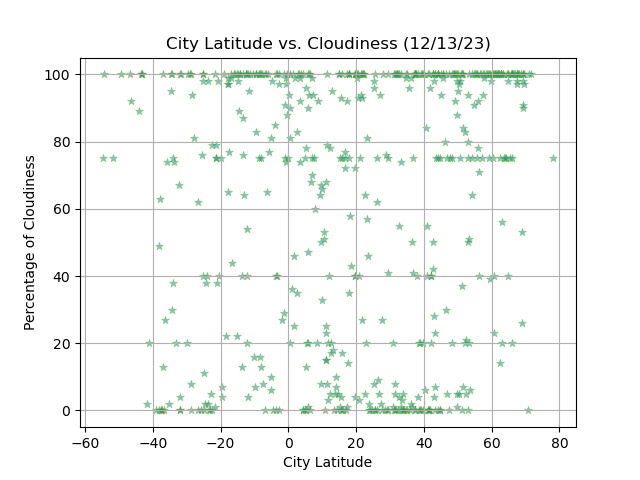 City Latitude vs. Cloudiness (12/13/23)
100
80
60
40
20
0
Percentage of Cloudiness
−60 −40 −20 0 20 40 60 80
City Latitude